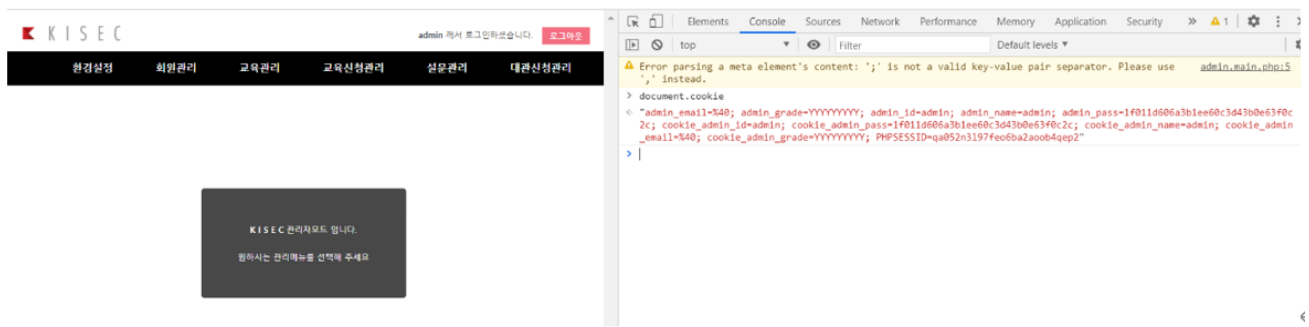 KISEC
admin 께서 로그인하셨습니다. 로그아웃
환경설정 회원관리 교육관리 교육신청관리 설문관리 대관신청관리
KISEC 관리자모드 입니다.
원하시는 관리메뉴를 선택해 주세요
Elements Console Sources Network Performance Memory Application Security » 1
top Filter Default levels
Error parsing a meta element's content: ';' is not a valid key-value pair separator. Please use admin.main.php:5
',' instead.
> document.cookie
"admin_email=%40; admin_grade=YYYYYYYYY; admin_id=admin; admin_name=admin; admin_pass=1f011d606a3b1ee60c3d43b0e63f0c
2c; cookie_admin_id=admin; cookie_admin_pass=1f011d606a3b1ee60c3d43b0e63f0c2c; cookie_admin_name=admin; cookie_admin
_email=%40; cookie_admin_grade=YYYYYYYYY; PHPSESSID=qa052n3197feo6ba2aoob4qep2"
>